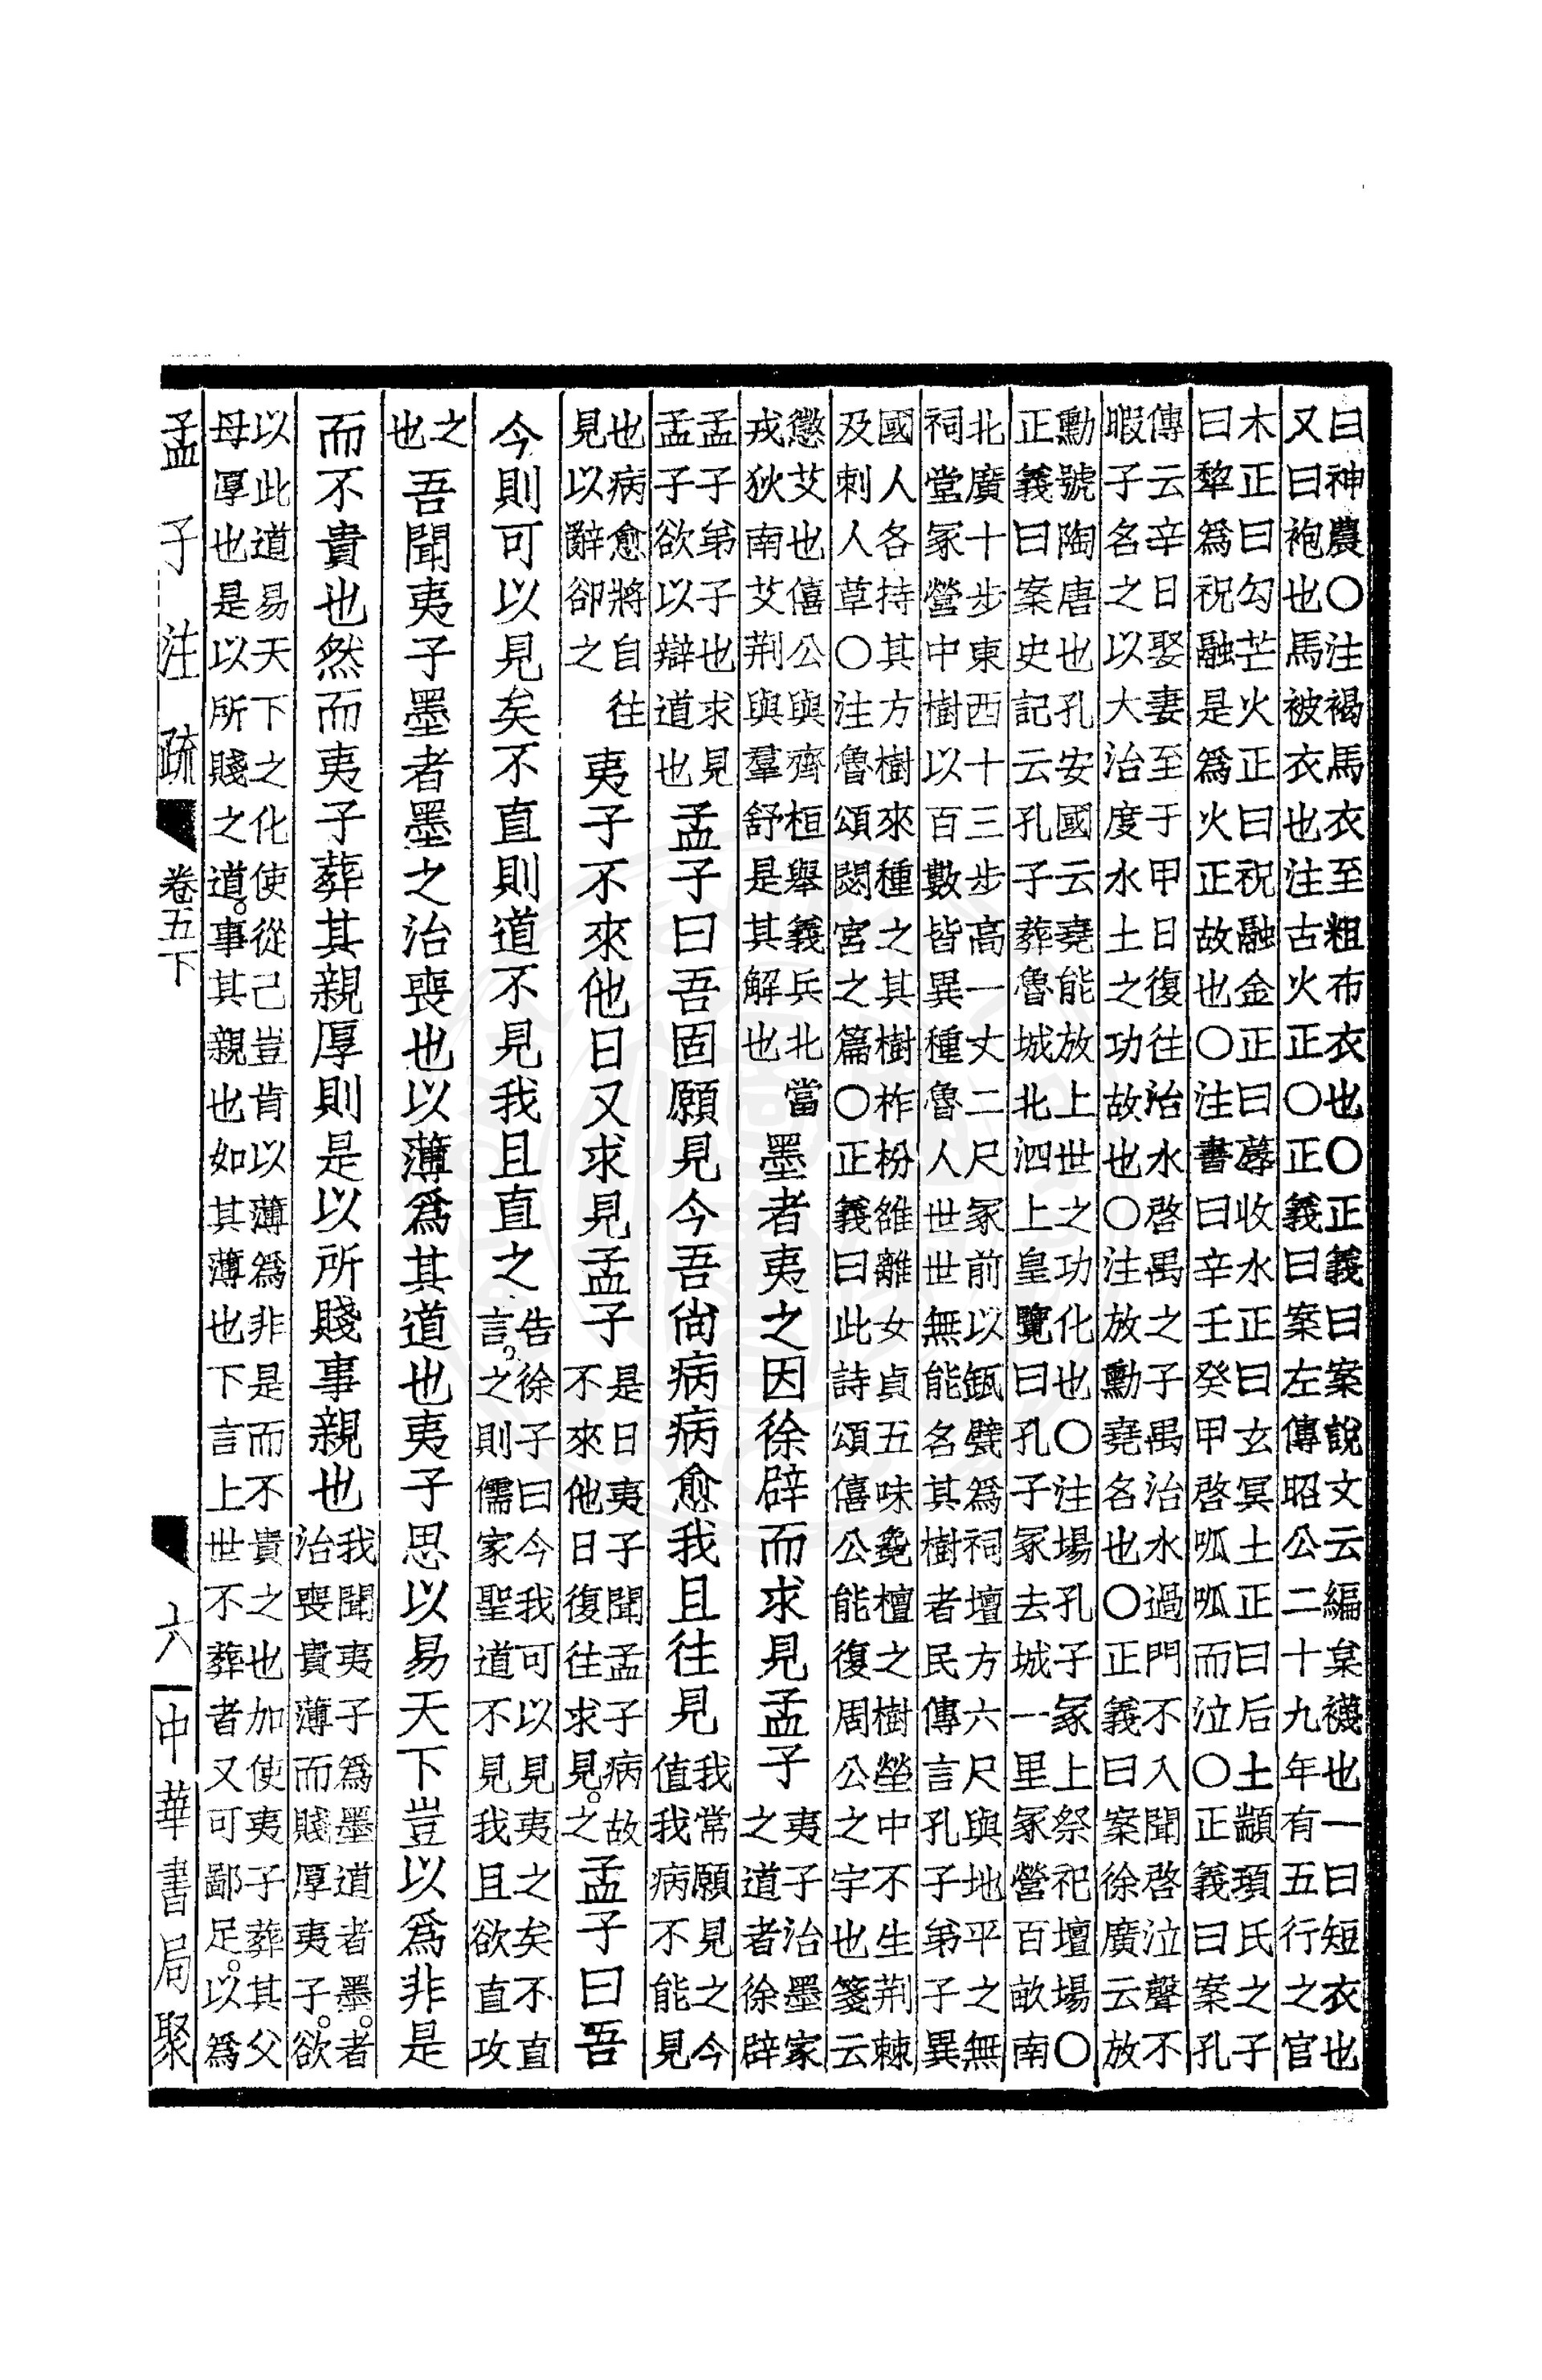 曰神農○注褐馬衣至粗布衣也○正義曰案說文云編枲襪也一曰短衣也
又曰袍也馬被衣也注古火正○正義曰案左傳昭公二十九年有五行之官
木正曰勾芒火正曰祝融金正曰蓐收水正曰玄冥土正曰后土顓頊氏之子
曰犂爲祝融是爲火正故也○注書曰辛壬癸甲啓呱呱而泣○正義曰案孔
傳云辛日娶妻至于甲日復往治水啓禹之子禹治水過門不入聞啓泣聲不
暇子名之以大治度水土之功故也○注放勳堯名也○正義曰案徐廣云放
勳號陶唐也孔安國云堯能放上世之功化也○注場孔子冢上祭祀壇場○
正義曰案史記云孔子葬魯城北泗上皇覽曰孔子冢去城一里冢營百畝南
北廣十步東西十三步高一丈二尺冢前以瓴甓爲祠壇方六尺與地平之無
祠堂冢營中樹以百數皆異種魯人世世無能名其樹者民傳言孔子弟子異
國人各持其方樹來種之其樹柞枌雒離女貞五味毚檀之樹塋中不生荆棘
及刺人草○注魯頌閟宮之篇○正義曰此詩頌僖公能復周公之宇也箋云
懲艾也僖公與齊桓舉義兵北當
戎狄南艾荆與羣舒是其解也
墨者夷之因徐辟而求見孟子
夷子治墨家
之道者徐辟
孟子弟子也求見
孟子欲以辯道也
孟子曰吾固願見今吾尙病病愈我且往見
我常願見之今
值我病不能見
也病愈將自往
見以辭卻之
夷子不來他日又求見孟子
是日夷子聞孟子病故
不來他日復往求見。之
孟子曰吾
今則可以見矣不直則道不見我且直之
告徐子曰今我可以見夷之矣不直
言之則儒家聖道不見我且欲直攻
之
也
吾聞夷子墨者墨之治喪也以薄爲其道也夷子思以易天下豈以爲非是
而不貴也然而夷子葬其親厚則是以所賤事親也
我聞夷子爲墨道者墨。者
治喪貴薄而賤厚夷子。欲
以此道易天下之化使從己豈肯以薄爲非是而不貴之也加使夷子葬其父
母厚也是以所賤之道。事其親也如其薄也下言上世不葬者又可鄙足。以爲
孟子注疏 卷五下 六 中華書局聚